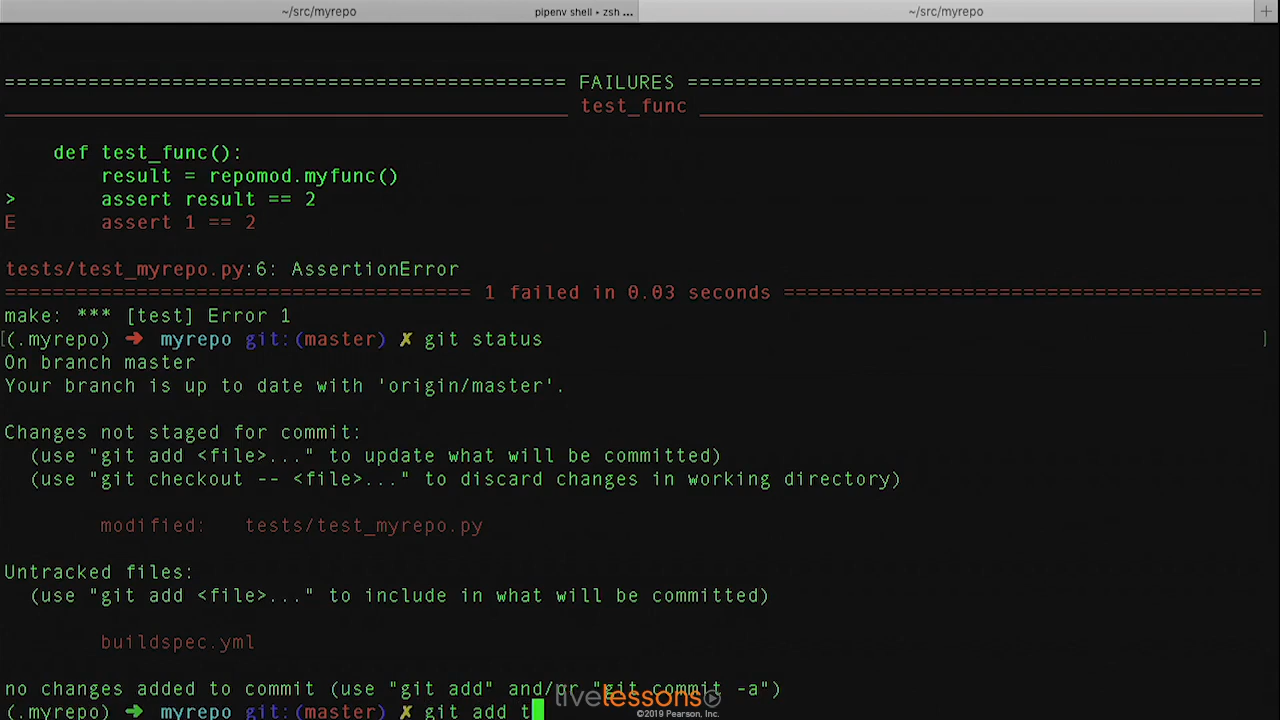 ~/src/myrepo pipenv shell ▸ zsh ... ~/src/myrepo +
============================================== FAILURES ================================================
_______________________________________________ test_func _______________________________________________
def test_func():
result = repomod.myfunc()
> assert result == 2
E assert 1 == 2
tests/test_myrepo.py:6: AssertionError
======================================= 1 failed in 0.03 seconds ========================================
make: *** [test] Error 1
[(.myrepo) ➜ myrepo git:(master) ✗ git status ]
On branch master
Your branch is up to date with 'origin/master'.
Changes not staged for commit:
(use "git add <file>..." to update what will be committed)
(use "git checkout -- <file>..." to discard changes in working directory)
modified: tests/test_myrepo.py
Untracked files:
(use "git add <file>..." to include in what will be committed)
buildspec.yml
no changes added to commit (use "git add" and/or "git commit -a")
(.myrepo) ➜ myrepo git:(master) ✗ git add t
livelessons
©2019 Pearson, Inc.